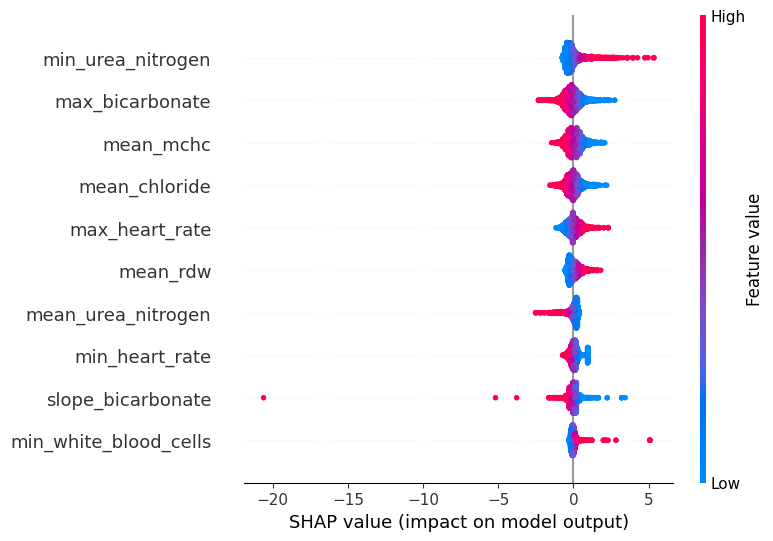 High
min_urea_nitrogen
max_bicarbonate
mean_mchc
mean_chloride
max_heart_rate
mean_rdw
mean_urea_nitrogen
min_heart_rate
slope_bicarbonate
min_white_blood_cells
Feature value
Low
−20 −15 −10 −5 0 5
SHAP value (impact on model output)